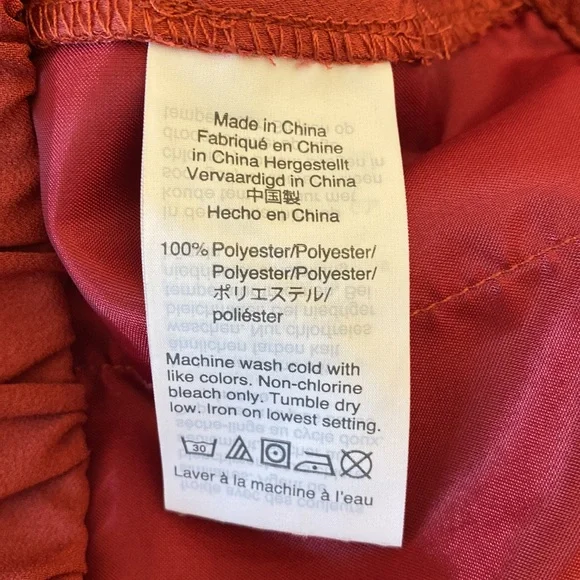 Made in China
Fabriqué en Chine
in China Hergestellt
Vervaardigd in China
中国製
Hecho en China
100% Polyester/Polyester/
Polyester/Polyester/
ポリエステル/
poliéster
Machine wash cold with
like colors. Non-chlorine
bleach only. Tumble dry
low. Iron on lowest setting.
30
Laver à la machine à l'eau